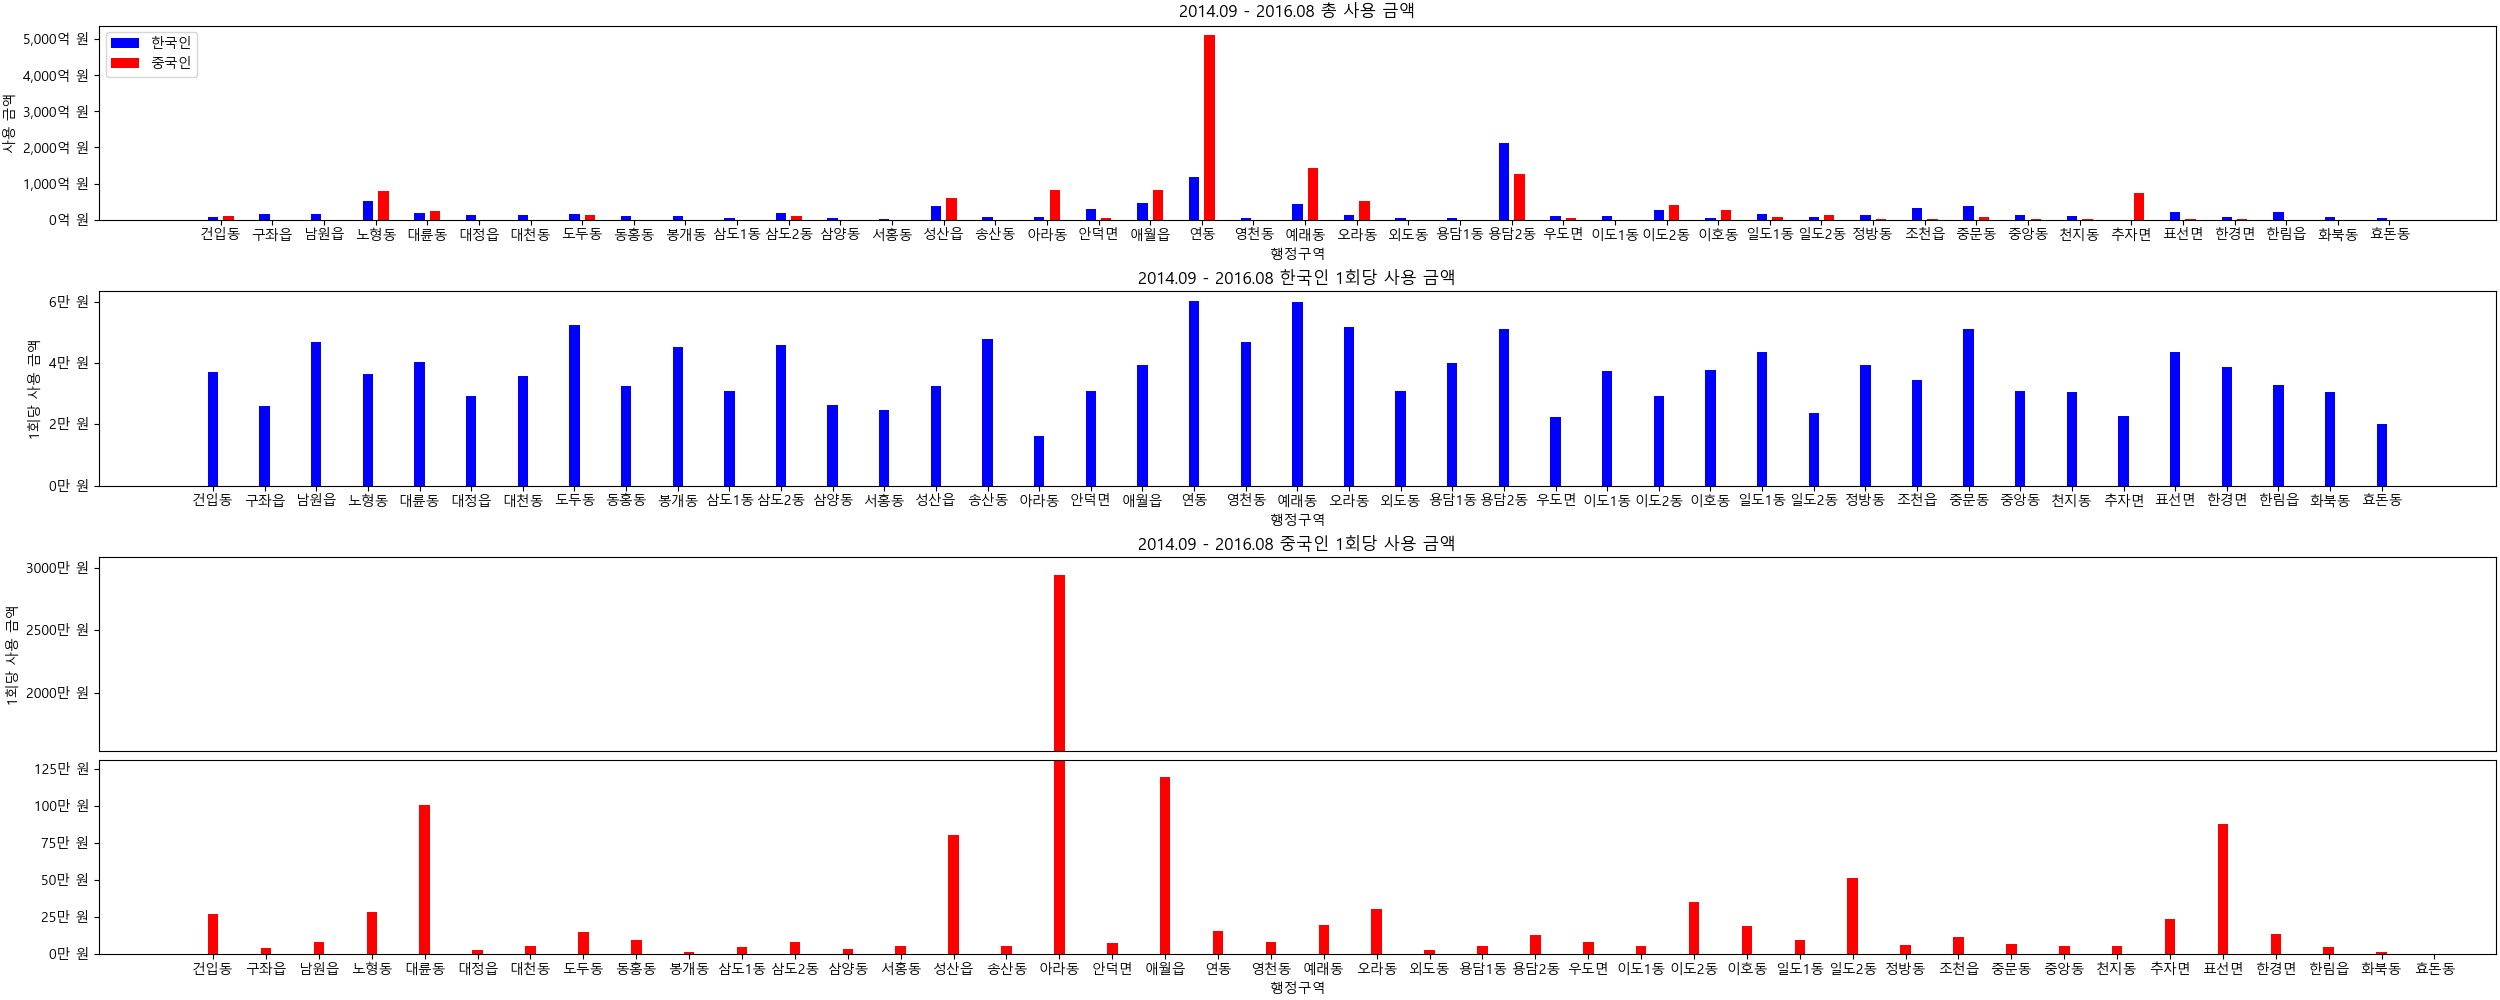 2014.09 - 2016.08 총 사용 금액
사용 금액
5,000억 원
4,000억 원
3,000억 원
2,000억 원
1,000억 원
0억 원
한국인
중국인
건입동 구좌읍 남원읍 노형동 대륜동 대정읍 대천동 도두동 동홍동 봉개동 삼도1동 삼도2동 삼양동 서홍동 성산읍 송산동 아라동 안덕면 애월읍 연동 영천동 예래동 오라동 외도동 용담1동 용담2동 우도면 이도1동 이도2동 이호동 일도1동 일도2동 정방동 조천읍 중문동 중앙동 천지동 추자면 표선면 한경면 한림읍 화북동 효돈동
행정구역
2014.09 - 2016.08 한국인 1회당 사용 금액
1회당 사용 금액
6만 원
4만 원
2만 원
0만 원
건입동 구좌읍 남원읍 노형동 대륜동 대정읍 대천동 도두동 동홍동 봉개동 삼도1동 삼도2동 삼양동 서홍동 성산읍 송산동 아라동 안덕면 애월읍 연동 영천동 예래동 오라동 외도동 용담1동 용담2동 우도면 이도1동 이도2동 이호동 일도1동 일도2동 정방동 조천읍 중문동 중앙동 천지동 추자면 표선면 한경면 한림읍 화북동 효돈동
행정구역
2014.09 - 2016.08 중국인 1회당 사용 금액
1회당 사용 금액
3000만 원
2500만 원
2000만 원
125만 원
100만 원
75만 원
50만 원
25만 원
0만 원
건입동 구좌읍 남원읍 노형동 대륜동 대정읍 대천동 도두동 동홍동 봉개동 삼도1동 삼도2동 삼양동 서홍동 성산읍 송산동 아라동 안덕면 애월읍 연동 영천동 예래동 오라동 외도동 용담1동 용담2동 우도면 이도1동 이도2동 이호동 일도1동 일도2동 정방동 조천읍 중문동 중앙동 천지동 추자면 표선면 한경면 한림읍 화북동 효돈동
행정구역